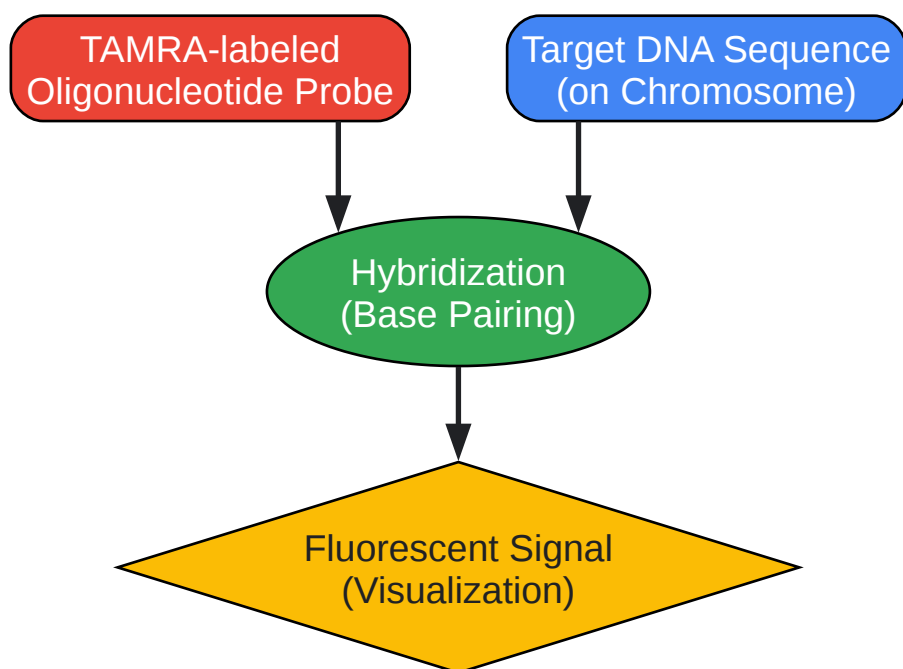 TAMRA-labeled
Oligonucleotide Probe
Target DNA Sequence
(on Chromosome)
Hybridization
(Base Pairing)
Fluorescent Signal
(Visualization)